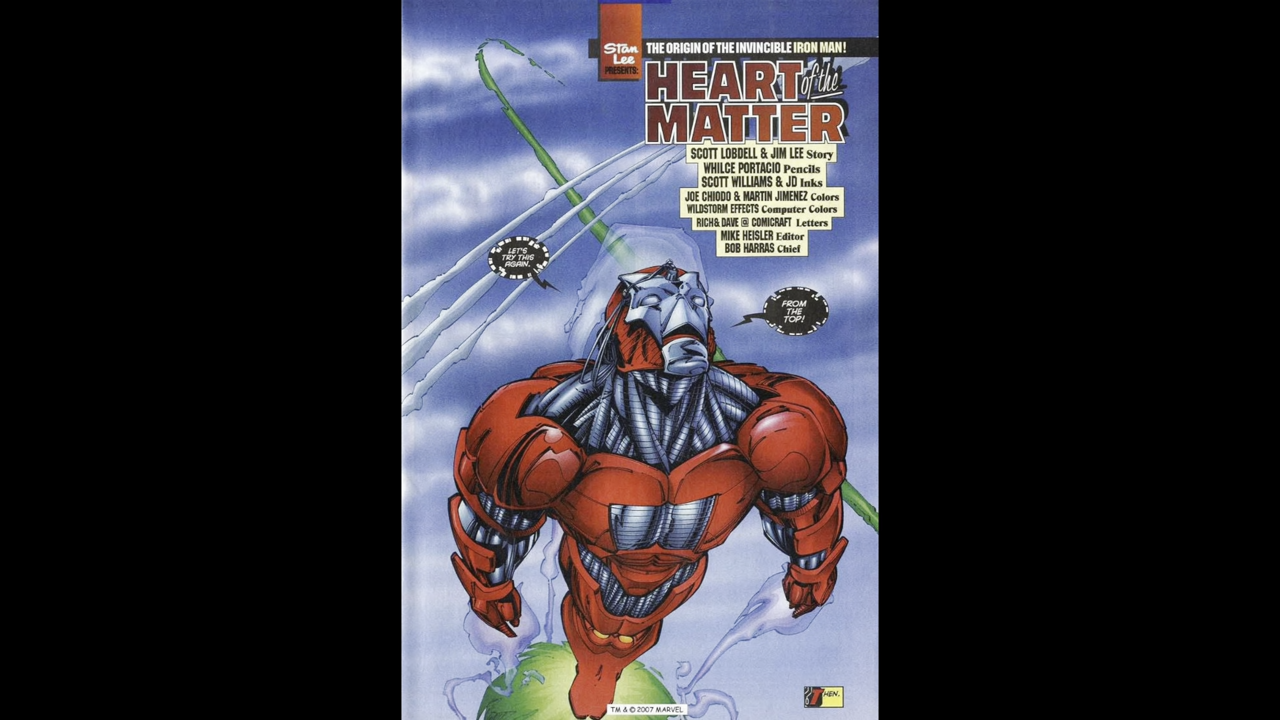 Stan
Lee
PRESENTS:
THE ORIGIN OF THE INVINCIBLE IRON MAN!
HEART of the
MATTER
SCOTT LOBDELL & JIM LEE Story
WHILCE PORTACIO Pencils
SCOTT WILLIAMS & JD Inks
JOE CHIODO & MARTIN JIMENEZ Colors
WILDSTORM EFFECTS Computer Colors
RICH & DAVE @ COMICRAFT Letters
MIKE HEISLER Editor
BOB HARRAS Chief
LET'S
TRY THIS
AGAIN.
FROM
THE
TOP!
THEN.
TM & © 2007 MARVEL